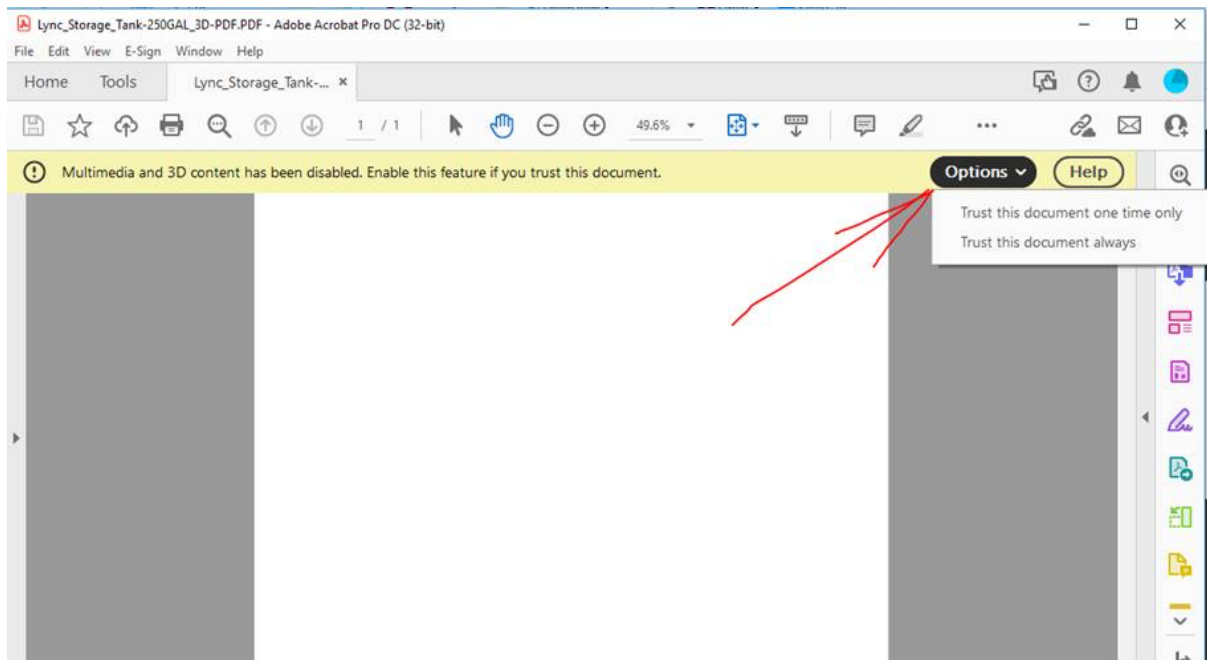 Lync_Storage_Tank-250GAL_3D-PDF.PDF - Adobe Acrobat Pro DC (32-bit)
File Edit View E-Sign Window Help
Home Tools Lync_Storage_Tank-... ×
1 / 1 49.6% ...
Multimedia and 3D content has been disabled. Enable this feature if you trust this document. Options Help
Trust this document one time only
Trust this document always